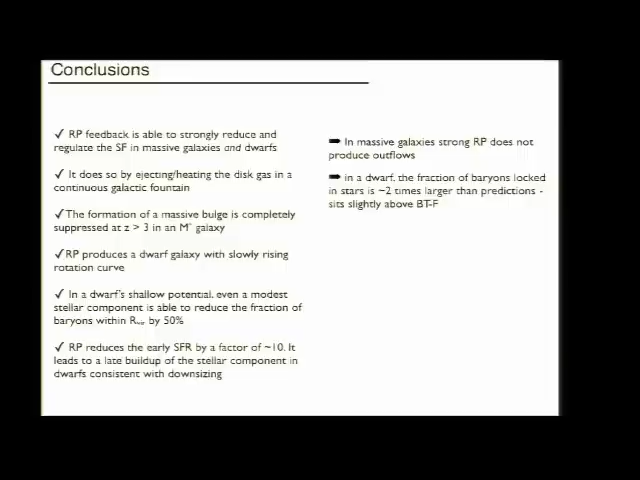 Conclusions
✓ RP feedback is able to strongly reduce and
regulate the SF in massive galaxies and dwarfs
✓ It does so by ejecting/heating the disk gas in a
continuous galactic fountain
✓The formation of a massive bulge is completely
suppressed at z > 3 in an M* galaxy
✓RP produces a dwarf galaxy with slowly rising
rotation curve
✓ In a dwarf's shallow potential, even a modest
stellar component is able to reduce the fraction of
baryons within Rvir by 50%
✓ RP reduces the early SFR by a factor of ~10. It
leads to a late buildup of the stellar component in
dwarfs consistent with downsizing
➡ In massive galaxies strong RP does not
produce outflows
➡ in a dwarf, the fraction of baryons locked
in stars is ~2 times larger than predictions -
sits slightly above BT-F